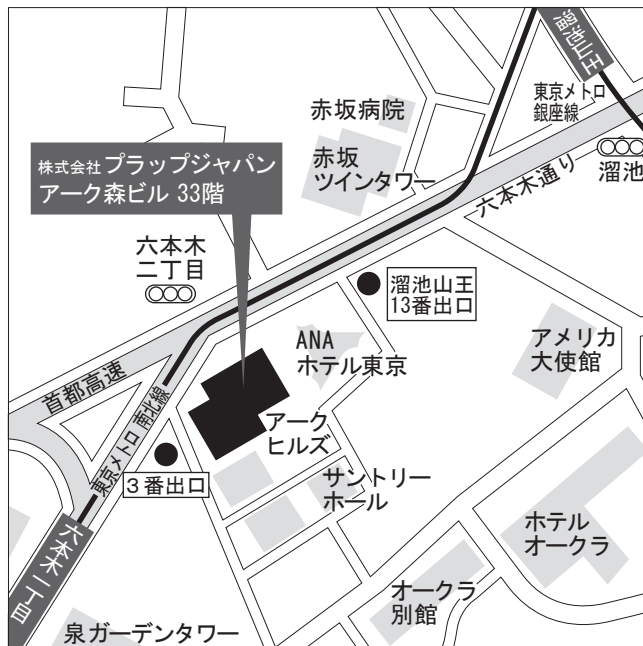 溜池山王
東京メトロ
銀座線
赤坂病院
赤坂
ツインタワー
溜池
六本木通り
株式会社プラップジャパン
アーク森ビル 33階
六本木
二丁目
溜池山王
13番出口
ANA
ホテル東京
アメリカ
大使館
首都高速
東京メトロ 南北線
アーク
ヒルズ
3番出口
サントリー
ホール
ホテル
オークラ
六本木一丁目
オークラ
別館
泉ガーデンタワー